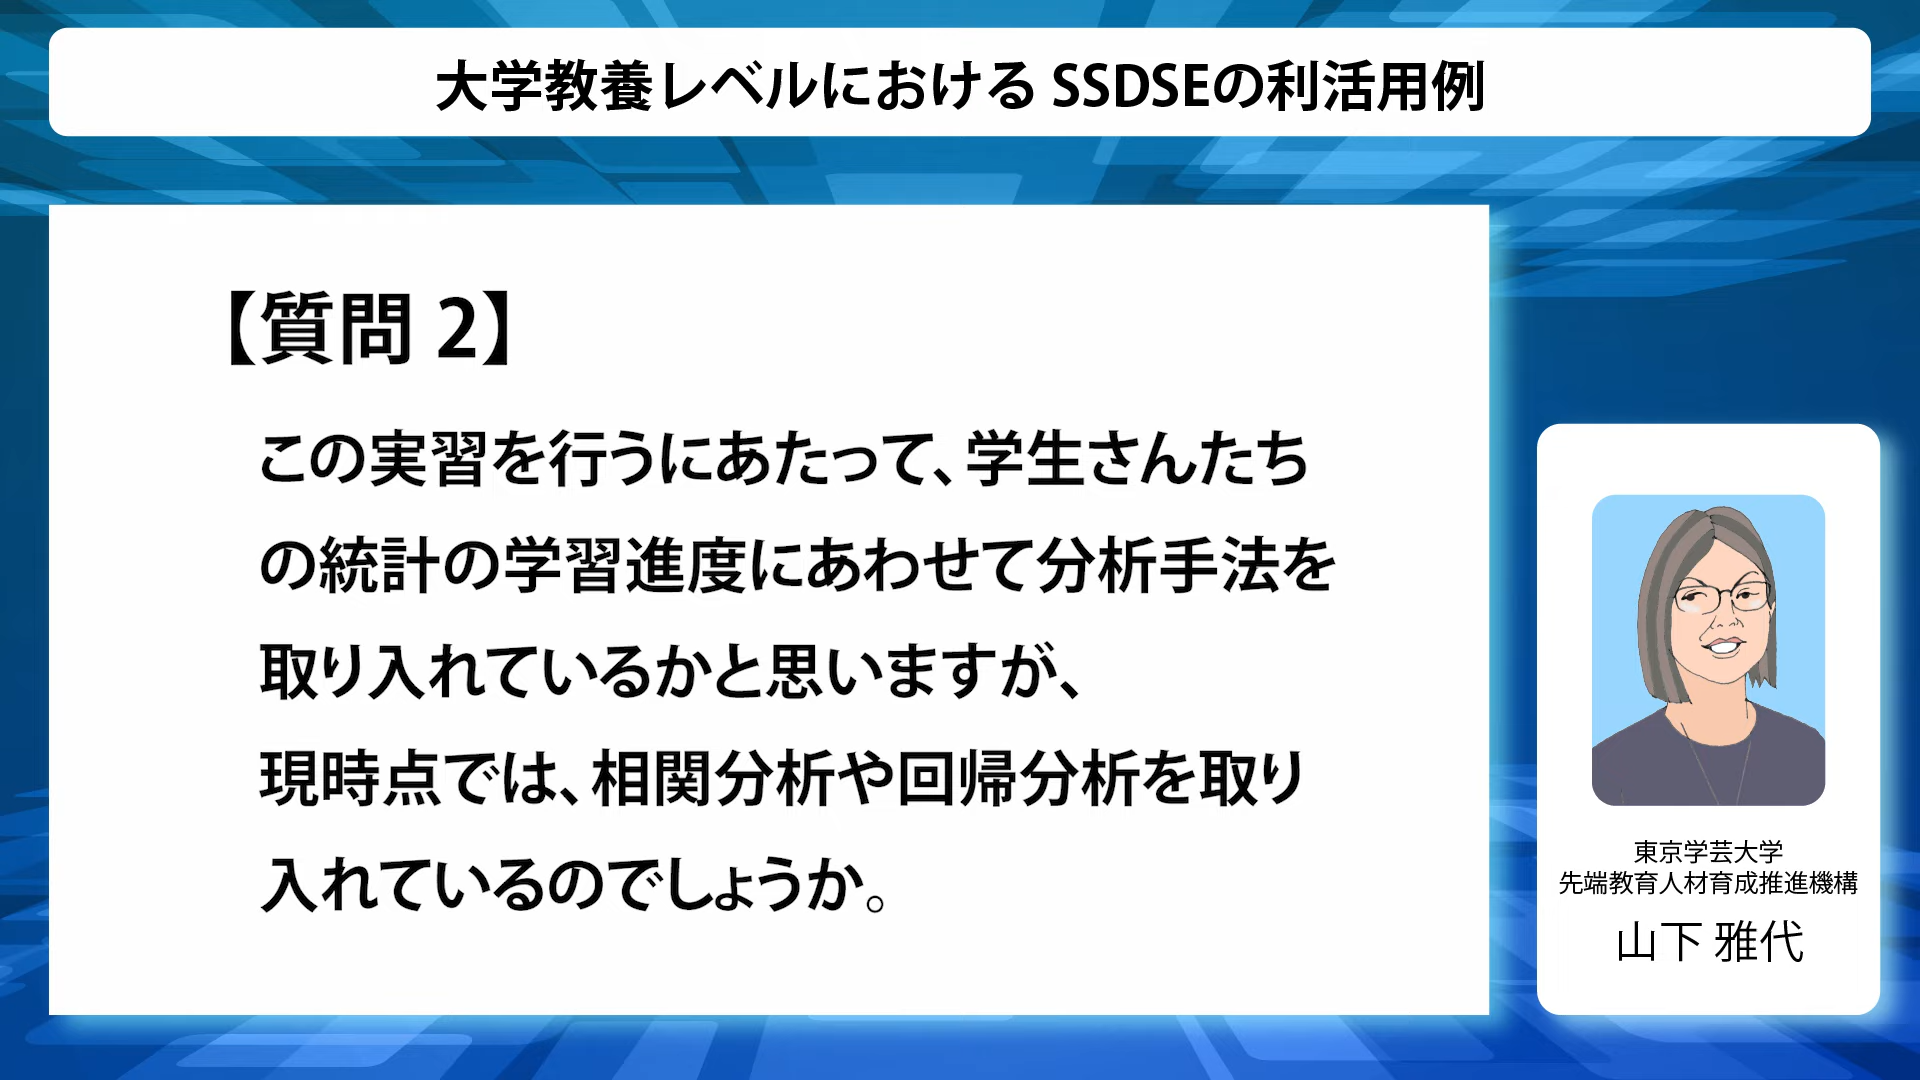 大学教養レベルにおける SSDSEの利活用例
【質問 2】
この実習を行うにあたって、学生さんたち
の統計の学習進度にあわせて分析手法を
取り入れているかと思いますが、
現時点では、相関分析や回帰分析を取り
入れているのでしょうか。
東京学芸大学
先端教育人材育成推進機構
山下 雅代